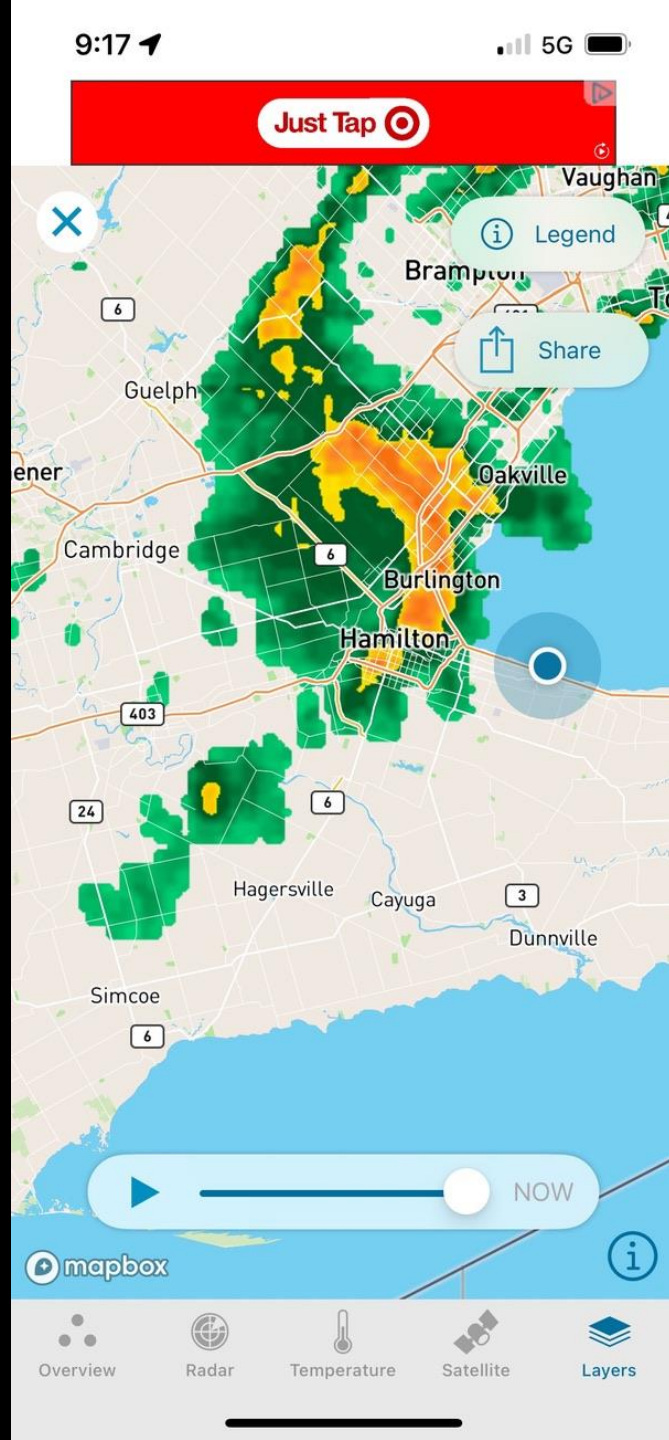 9:17
5G
Just Tap
Vaughan
Legend
Brampton
6
Share
Guelph
ener
Oakville
Cambridge
6
Burlington
Hamilton
403
24
6
Hagersville
Cayuga
3
Dunnville
Simcoe
6
NOW
mapbox
Overview
Radar
Temperature
Satellite
Layers